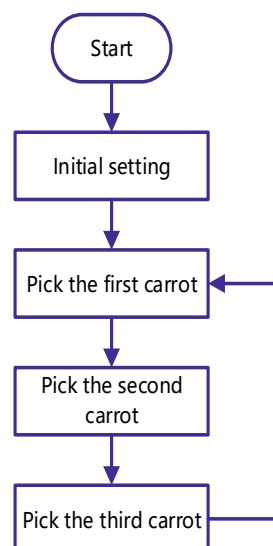 Start
Initial setting
Pick the first carrot
Pick the second
carrot
Pick the third carrot